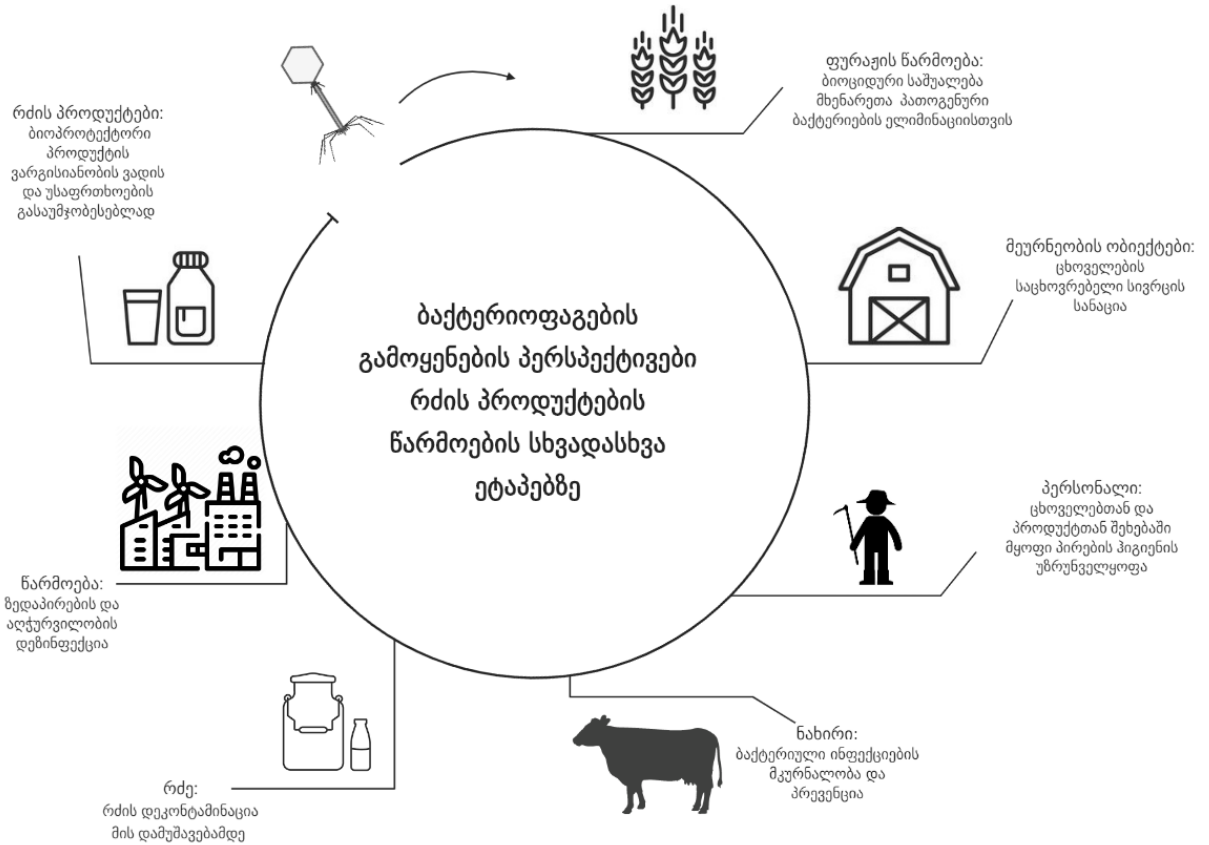 ბაქტერიოფაგების
გამოყენების პერსპექტივები
რძის პროდუქტების
წარმოების სხვადასხვა
ეტაპებზე
ფურაჟის წარმოება:
ბიოციდური საშუალება
მხენარეთა პათოგენური
ბაქტერიების ელიმინაციისთვის
მეურნეობის ობიექტები:
ცხოველების
საცხოვრებელი სივრცის
სანაცია
პერსონალი:
ცხოველებთან და
პროდუქტთან შეხებაში
მყოფი პირების ჰიგიენის
უზრუნველყოფა
ნახირი:
ბაქტერიული ინფექციების
მკურნალობა და
პრევენცია
რძე:
რძის დეკონტამინაცია
მის დამუშავებამდე
წარმოება:
ზედაპირების და
აღჭურვილობის
დეზინფექცია
რძის პროდუქტები:
ბიოპროტექტორი
პროდუქტის
ვარგისიანობის ვადის
და უსაფრთხოების
გასაუმჯობესებლად